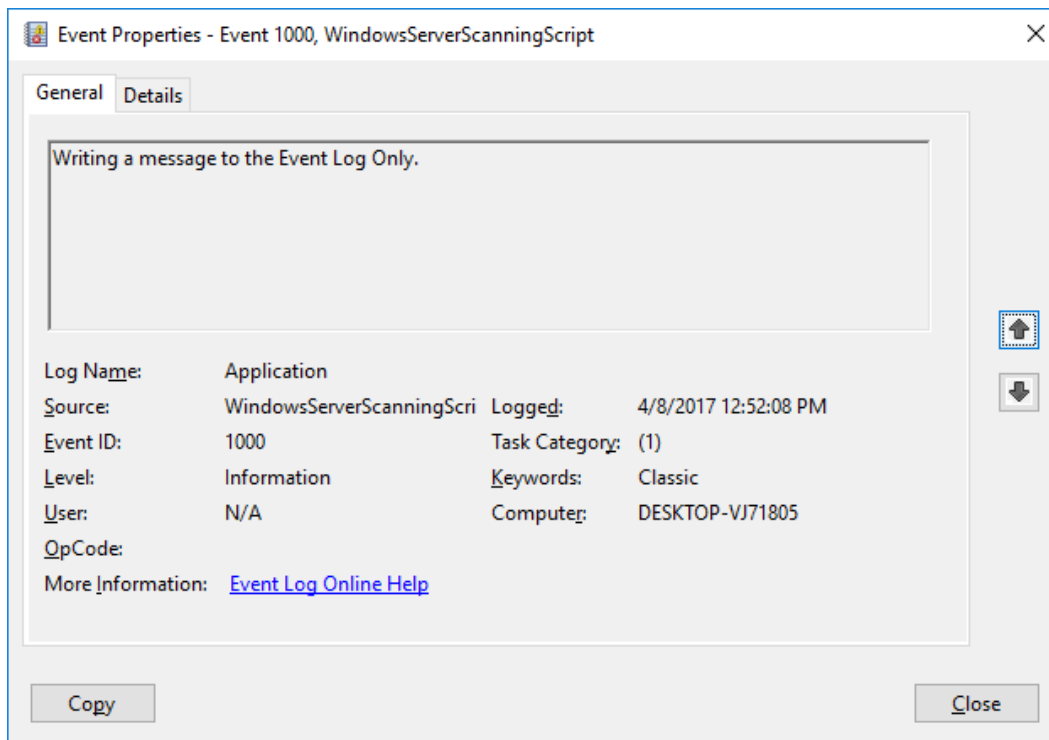 Event Properties - Event 1000, WindowsServerScanningScript
General Details
Writing a message to the Event Log Only.
Log Name: Application
Source: WindowsServerScanningScri Logged: 4/8/2017 12:52:08 PM
Event ID: 1000 Task Category: (1)
Level: Information Keywords: Classic
User: N/A Computer: DESKTOP-VJ71805
OpCode:
More Information: Event Log Online Help
Copy Close